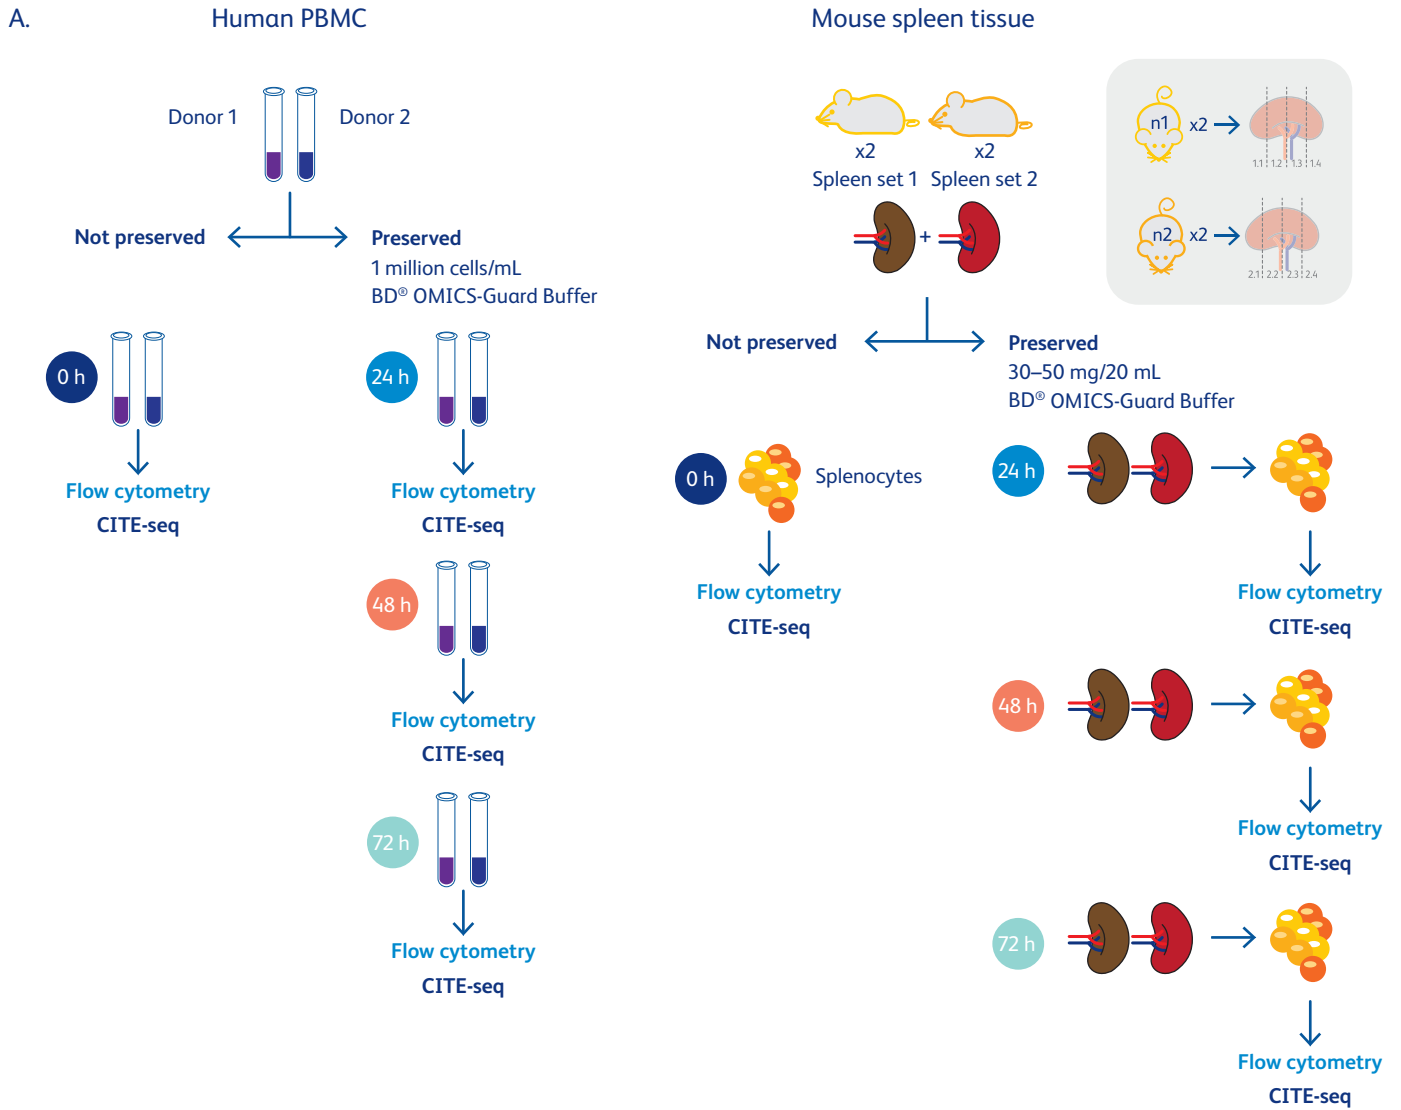 A.
Human PBMC
Donor 1
Donor 2
Not preserved
Preserved
1 million cells/mL
BD® OMICS-Guard Buffer
0 h
Flow cytometry
CITE-seq
24 h
Flow cytometry
CITE-seq
48 h
Flow cytometry
CITE-seq
72 h
Flow cytometry
CITE-seq
Mouse spleen tissue
x2
x2
Spleen set 1
Spleen set 2
+
n1
x2
1.1
1.2
1.3
1.4
n2
x2
2.1
2.2
2.3
2.4
Not preserved
Preserved
30–50 mg/20 mL
BD® OMICS-Guard Buffer
0 h
Splenocytes
Flow cytometry
CITE-seq
24 h
Flow cytometry
CITE-seq
48 h
Flow cytometry
CITE-seq
72 h
Flow cytometry
CITE-seq